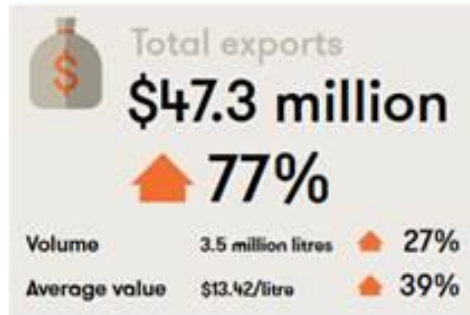 $
Total exports
$47.3 million
77%
Volume 3.5 million litres 27%
Average value $13.42/litre 39%